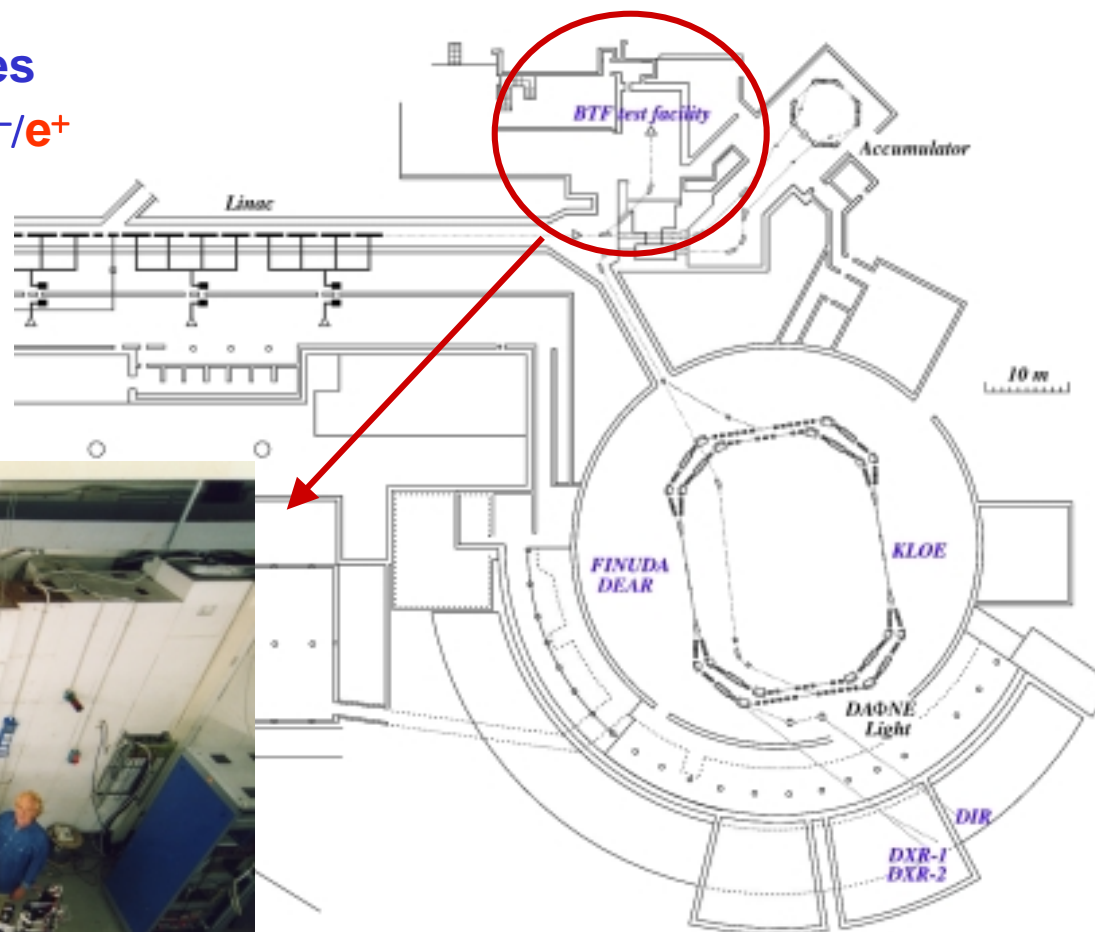 es
–/e+
BTF test facility
Accumulator
Linac
10 m
FINUDA
DEAR
KLOE
DAΦNE
Light
DIR
DXR-1
DXR-2